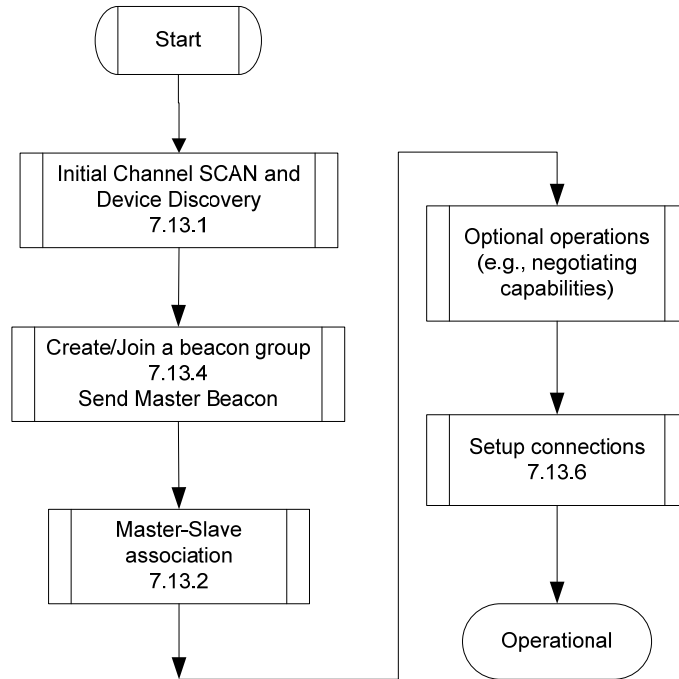 Start
Initial Channel SCAN and
Device Discovery
7.13.1
Create/Join a beacon group
7.13.4
Send Master Beacon
Master-Slave
association
7.13.2
Optional operations
(e.g., negotiating
capabilities)
Setup connections
7.13.6
Operational